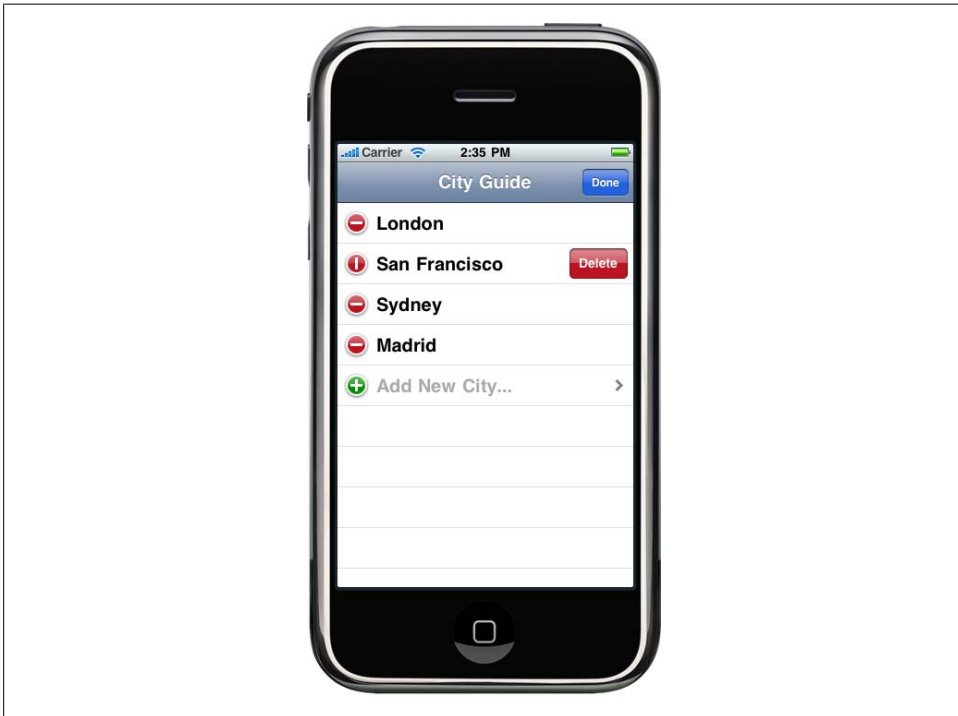 Carrier 2:35 PM
City Guide Done
London
San Francisco Delete
Sydney
Madrid
Add New City...